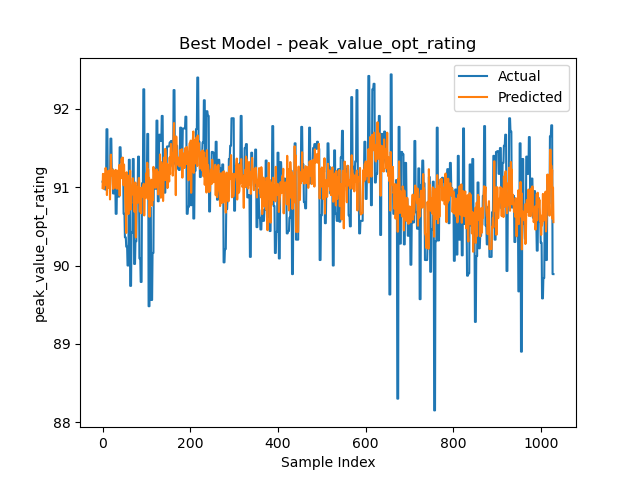 Best Model - peak_value_opt_rating
Actual
Predicted
92
91
90
89
88
peak_value_opt_rating
0
200
400
600
800
1000
Sample Index